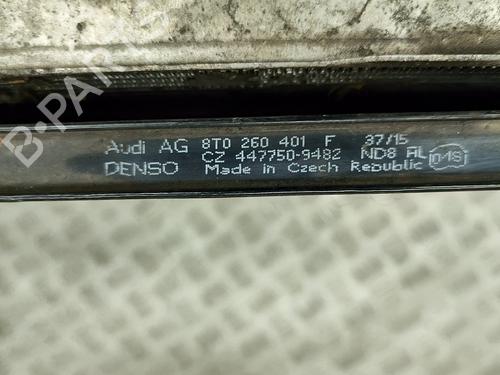 Audi AG 8T0 260 401 F 37/15
DENSO CZ 447750-9482 ND8 AL
Made in Czech Republic
B-PARTS